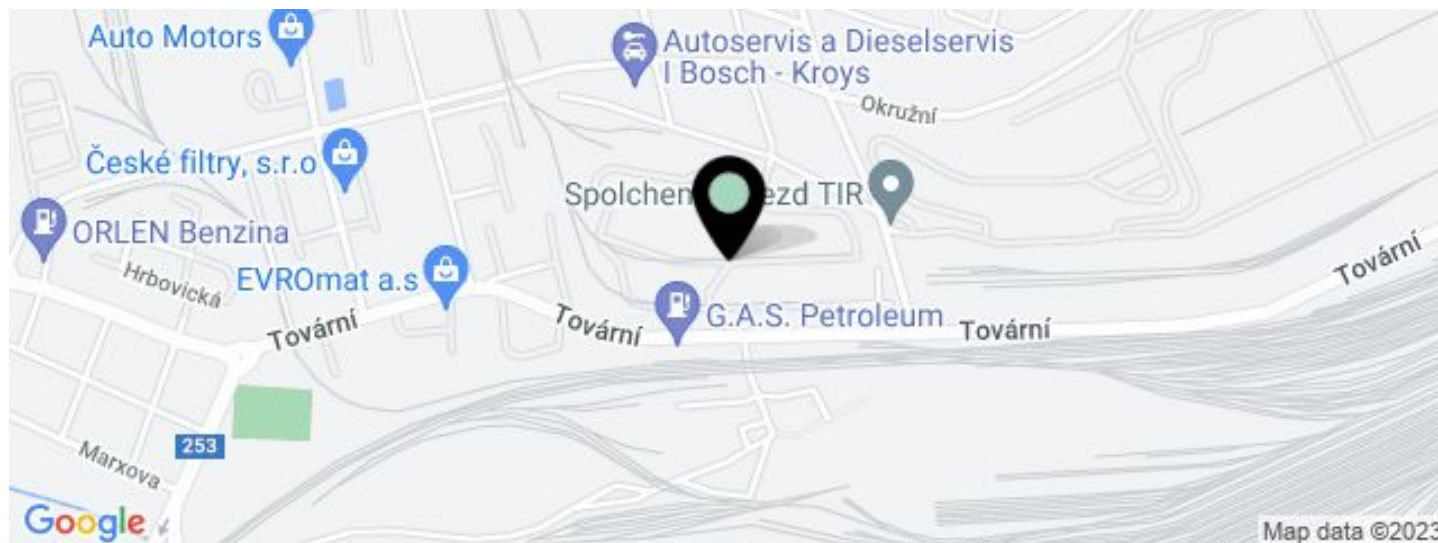 Auto Motors
Autoservis a Dieselservis
I Bosch - Kroys
Okružní
České filtry, s.r.o
Spolchem
ezd TIR
ORLEN Benzina
Hrbovická
EVROmat a.s
Tovární
Tovární
G.A.S. Petroleum
Tovární
Tovární
253
Marxova
Google
Map data ©2023